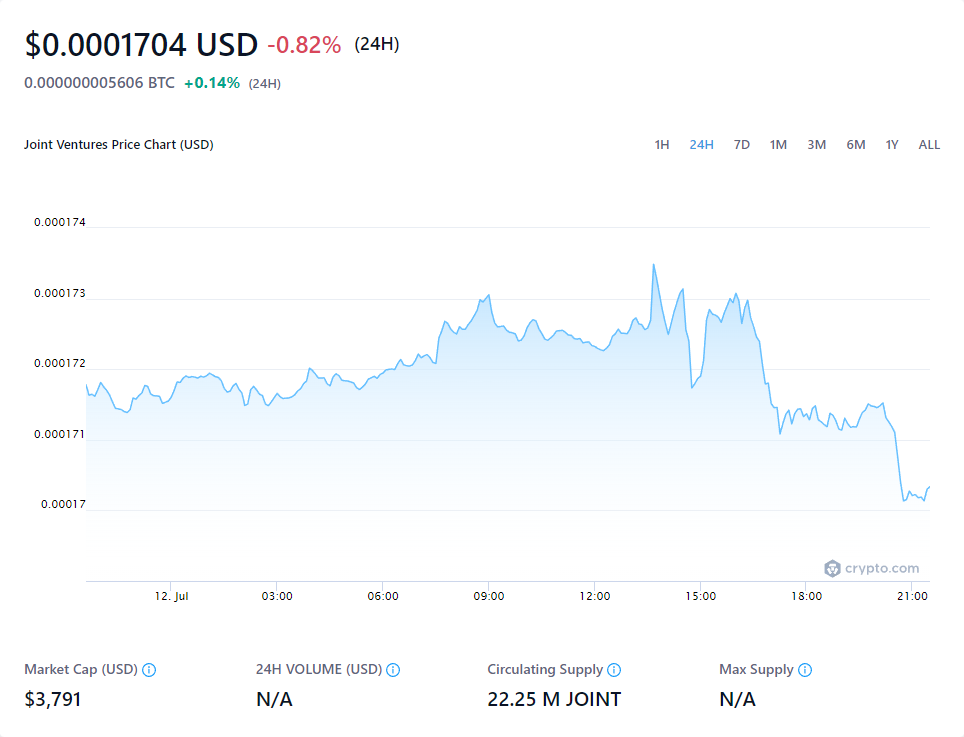 $0.0001704 USD -0.82% (24H)
0.000000005606 BTC +0.14% (24H)
Joint Ventures Price Chart (USD) 1H 24H 7D 1M 3M 6M 1Y ALL
0.000174
0.000173
0.000172
0.000171
0.00017
crypto.com
12. Jul 03:00 06:00 09:00 12:00 15:00 18:00 21:00
Market Cap (USD) 24H VOLUME (USD) Circulating Supply Max Supply
$3,791 N/A 22.25 M JOINT N/A